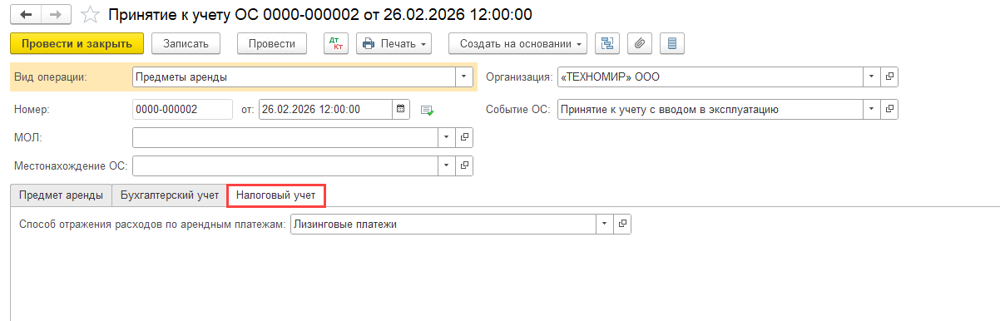 Принятие к учету ОС 0000-000002 от 26.02.2026 12:00:00
Провести и закрыть Записать Провести Дт Кт Печать Создать на основании
Вид операции: Предметы аренды Организация: «ТЕХНОМИР» ООО
Номер: 0000-000002 от: 26.02.2026 12:00:00 Событие ОС: Принятие к учету с вводом в эксплуатацию
МОЛ:
Местонахождение ОС:
Предмет аренды Бухгалтерский учет Налоговый учет
Способ отражения расходов по арендным платежам: Лизинговые платежи